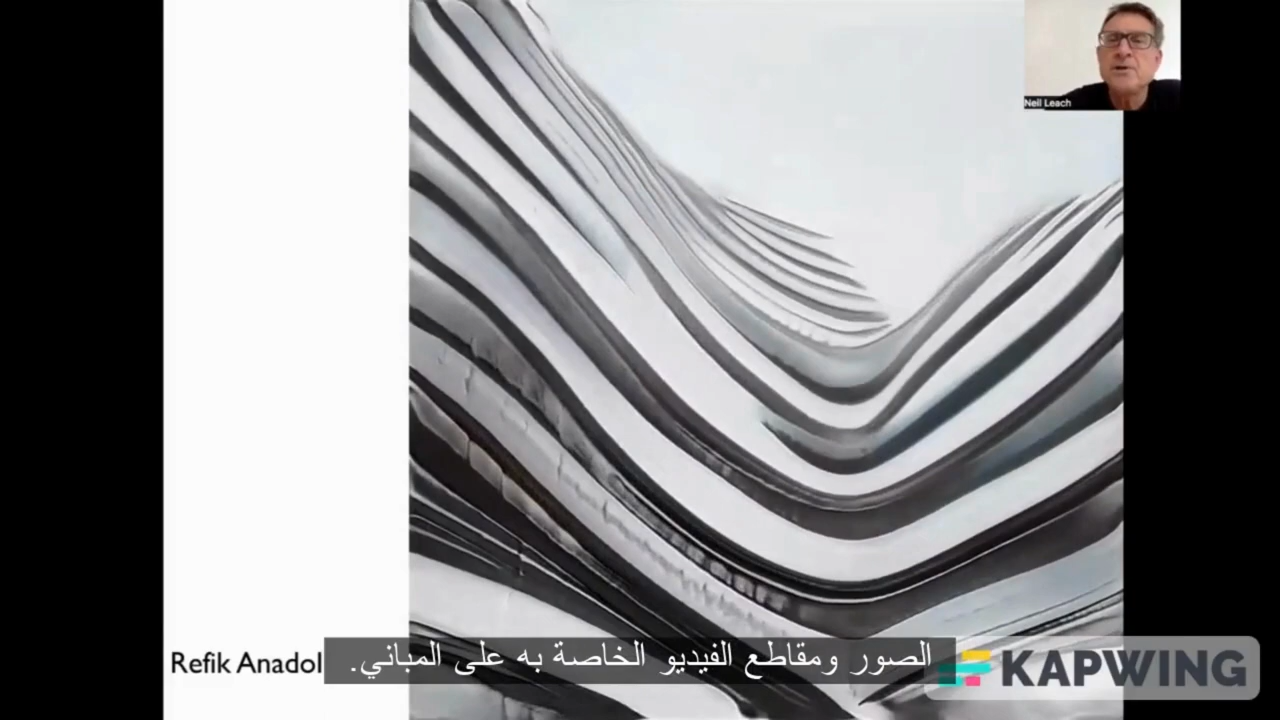 Neil Leach
Refik Anadol
الصور ومقاطع الفيديو الخاصة به على المباني.
KAPWING